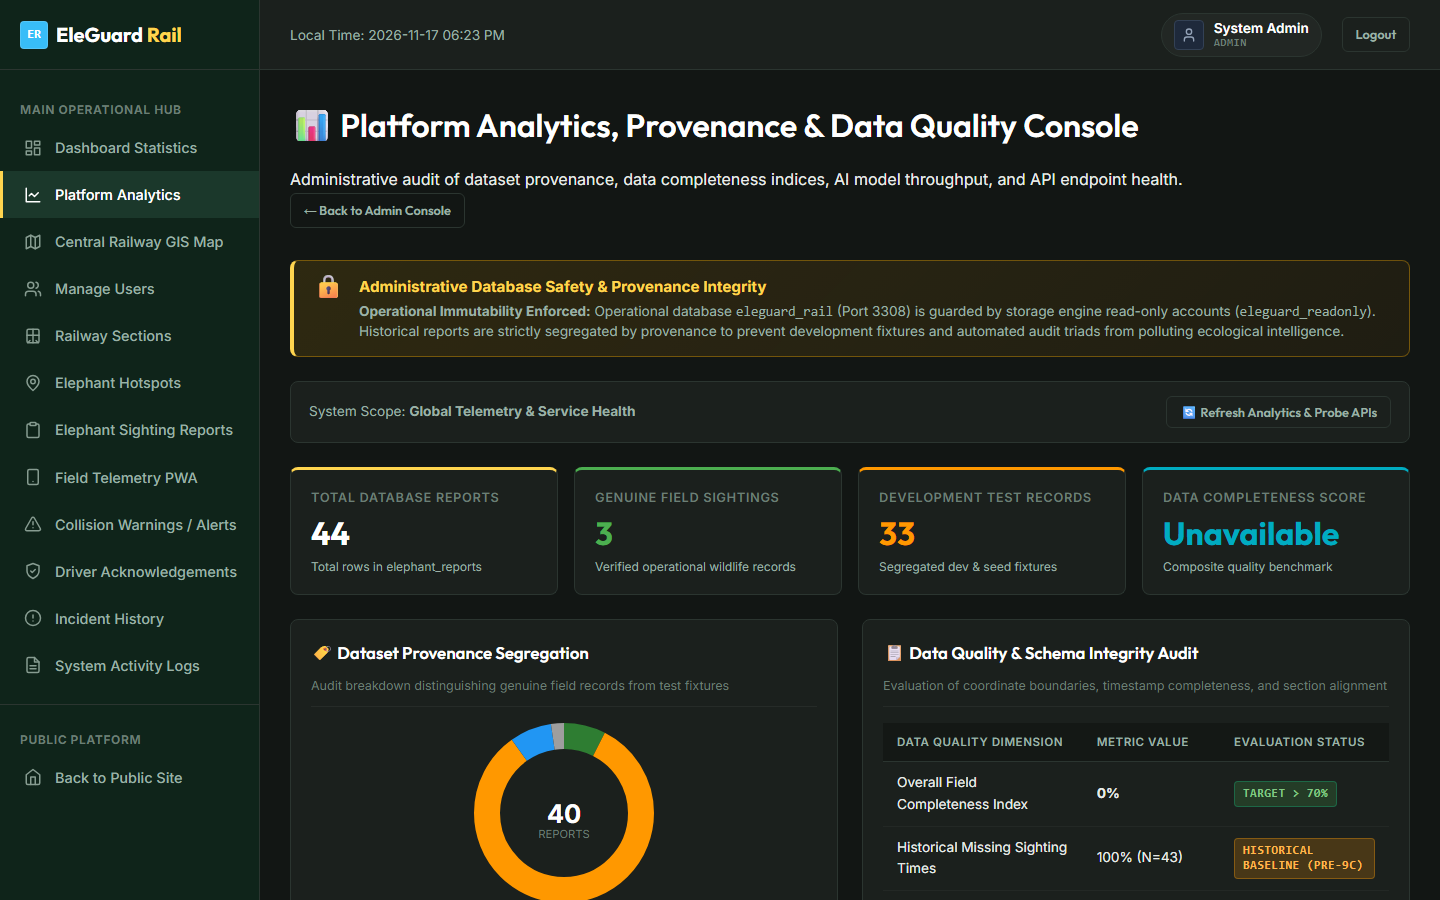 ER EleGuard Rail
Local Time: 2026-11-17 06:23 PM
System Admin
ADMIN
Logout
MAIN OPERATIONAL HUB
Dashboard Statistics
Platform Analytics
Central Railway GIS Map
Manage Users
Railway Sections
Elephant Hotspots
Elephant Sighting Reports
Field Telemetry PWA
Collision Warnings / Alerts
Driver Acknowledgements
Incident History
System Activity Logs
PUBLIC PLATFORM
Back to Public Site
Platform Analytics, Provenance & Data Quality Console
Administrative audit of dataset provenance, data completeness indices, AI model throughput, and API endpoint health.
← Back to Admin Console
Administrative Database Safety & Provenance Integrity
Operational Immutability Enforced: Operational database eleguard_rail (Port 3308) is guarded by storage engine read-only accounts (eleguard_readonly).
Historical reports are strictly segregated by provenance to prevent development fixtures and automated audit triads from polluting ecological intelligence.
System Scope: Global Telemetry & Service Health
Refresh Analytics & Probe APIs
TOTAL DATABASE REPORTS
44
Total rows in elephant_reports
GENUINE FIELD SIGHTINGS
3
Verified operational wildlife records
DEVELOPMENT TEST RECORDS
33
Segregated dev & seed fixtures
DATA COMPLETENESS SCORE
Unavailable
Composite quality benchmark
Dataset Provenance Segregation
Audit breakdown distinguishing genuine field records from test fixtures
40
REPORTS
Data Quality & Schema Integrity Audit
Evaluation of coordinate boundaries, timestamp completeness, and section alignment
DATA QUALITY DIMENSION METRIC VALUE EVALUATION STATUS
Overall Field
Completeness Index
0%
TARGET > 70%
Historical Missing Sighting
Times
100% (N=43)
HISTORICAL
BASELINE (PRE-9C)